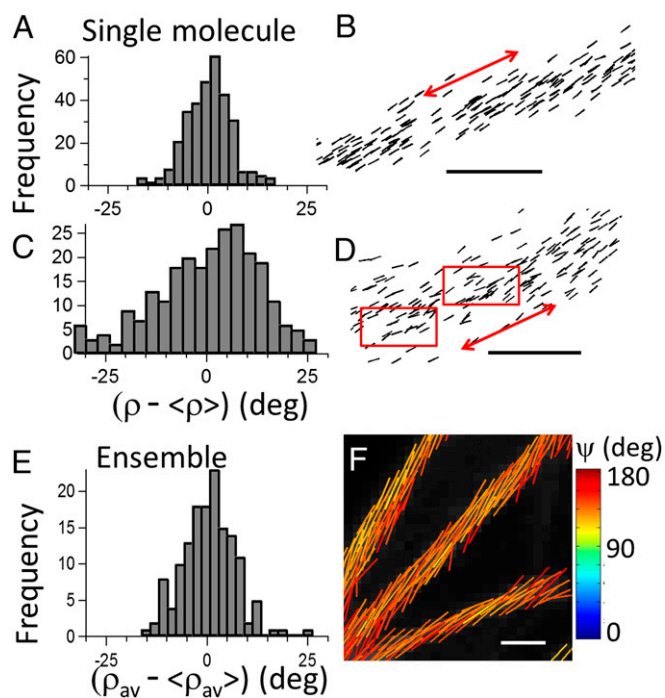 A Single molecule B
Frequency
60
40
20
0
-25 0 25
C D
25
20
15
10
5
0
-25 0 25
(ρ - <ρ>) (deg)
E Ensemble F
Frequency
20
15
10
5
0
-25 0 25
(ρav - <ρav>) (deg)
ψ (deg)
180
90
0